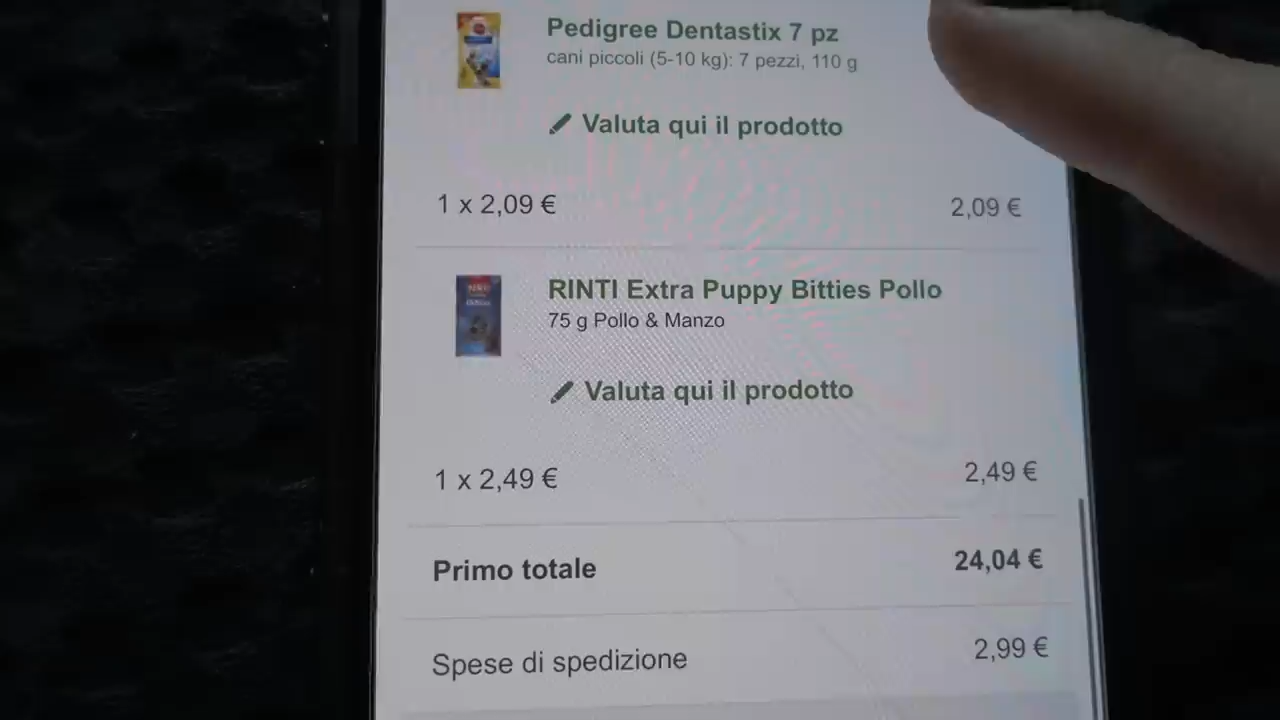 Pedigree Dentastix 7 pz
cani piccoli (5-10 kg): 7 pezzi, 110 g
Valuta qui il prodotto
1 x 2,09 € 2,09 €
RINTI Extra Puppy Bitties Pollo
75 g Pollo & Manzo
Valuta qui il prodotto
1 x 2,49 € 2,49 €
Primo totale 24,04 €
Spese di spedizione 2,99 €